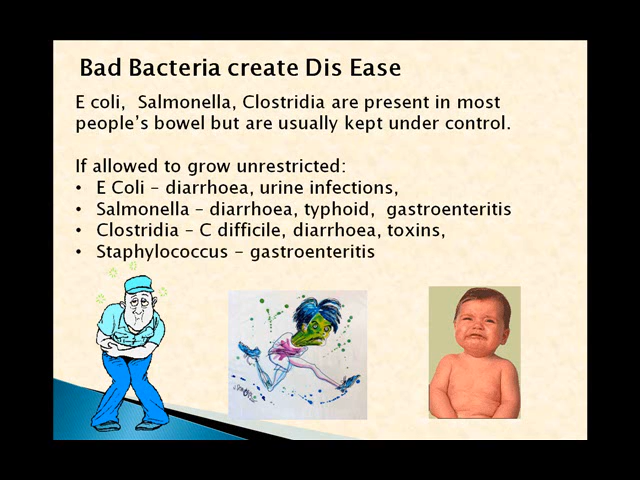 Bad Bacteria create Dis Ease
E coli,  Salmonella, Clostridia are present in most
people's bowel but are usually kept under control.
If allowed to grow unrestricted:
• E Coli – diarrhoea, urine infections,
• Salmonella – diarrhoea, typhoid,  gastroenteritis
• Clostridia – C difficile, diarrhoea, toxins,
• Staphylococcus - gastroenteritis